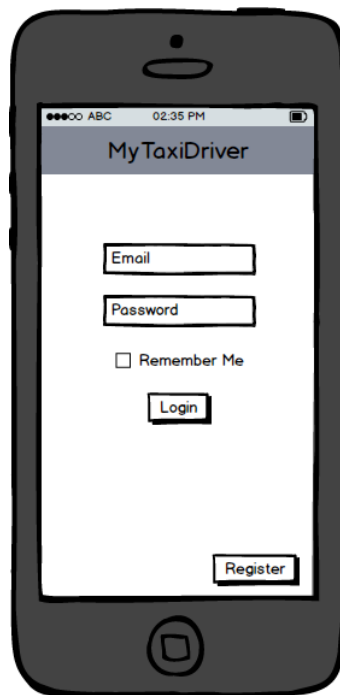 ABC 02:35 PM
MyTaxiDriver
Email
Password
Remember Me
Login
Register